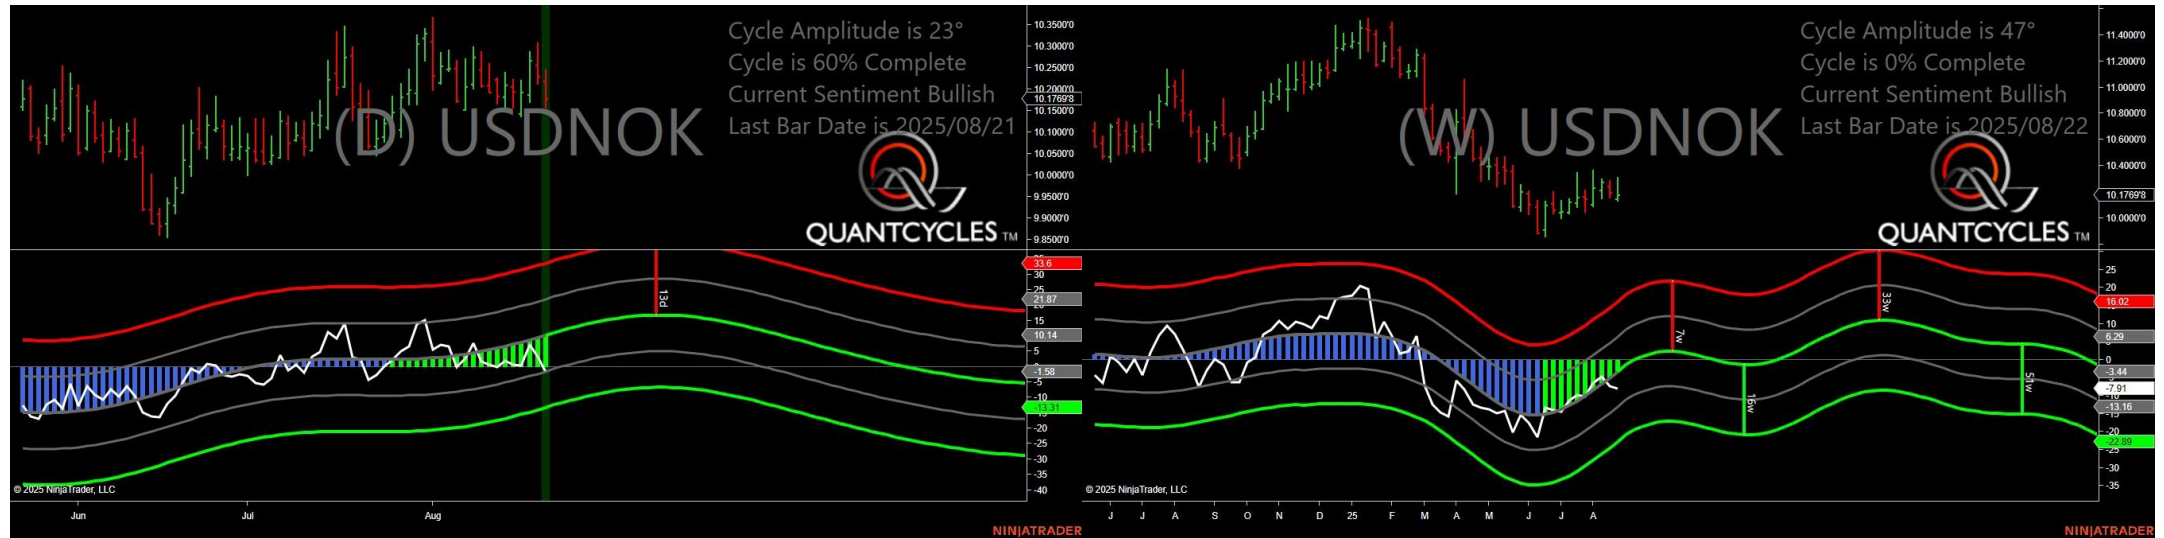 Cycle Amplitude is 23°
Cycle is 60% Complete
Current Sentiment Bullish
Last Bar Date is 2025/08/21
(D) USDNOK
QUANTCYCLES TM
10.3500'0
10.3000'0
10.2500'0
10.2000'0
10.1769'8
10.1500'0
10.1000'0
10.0500'0
10.0000'0
9.9500'0
9.9000'0
9.8500'0
13d
33.6
30
25
21.87
15
10.14
5
-1.58
-5
-10
-13.31
-20
-25
-30
-35
-40
© 2025 NinjaTrader, LLC
Jun Jul Aug
NINJATRADER
Cycle Amplitude is 47°
Cycle is 0% Complete
Current Sentiment Bullish
Last Bar Date is 2025/08/22
(W) USDNOK
QUANTCYCLES TM
11.4000'0
11.2000'0
11.0000'0
10.8000'0
10.6000'0
10.4000'0
10.1769'8
10.0000'0
7w
16w
33w
51w
25
20
16.02
10
6.29
0
-3.44
-7.91
-13.16
-20
-22.89
-25
-30
-35
© 2025 NinjaTrader, LLC
J J A S O N D 25 F M A M J J A
NINJATRADER